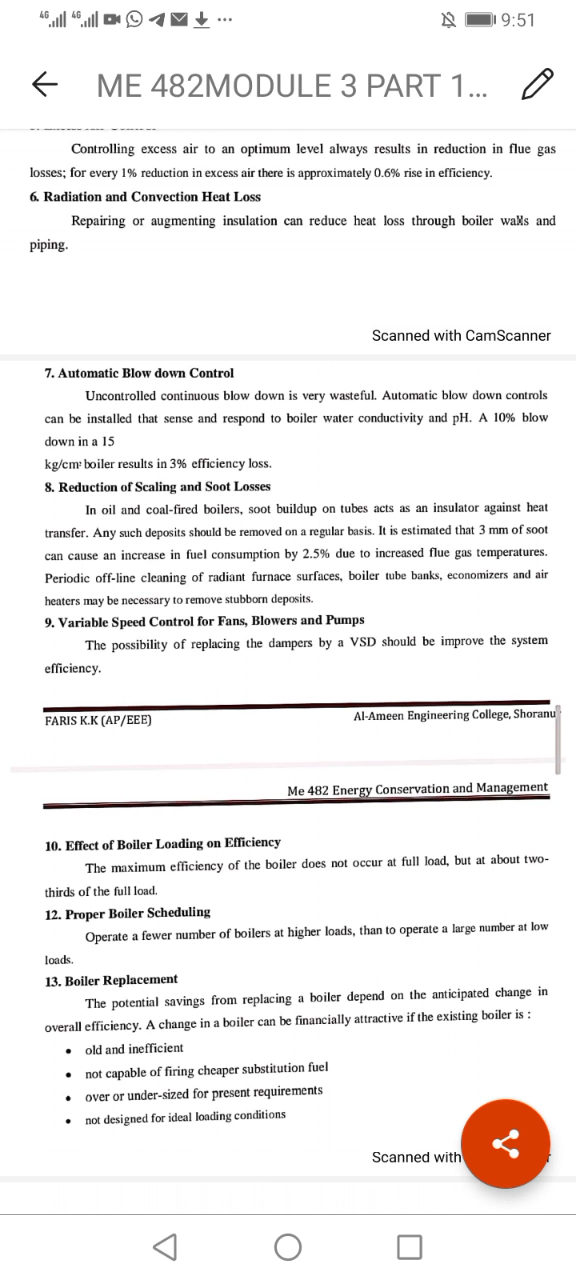 4G 4G 9:51
ME 482MODULE 3 PART 1...
Controlling excess air to an optimum level always results in reduction in flue gas
losses; for every 1% reduction in excess air there is approximately 0.6% rise in efficiency.
6. Radiation and Convection Heat Loss
Repairing or augmenting insulation can reduce heat loss through boiler walls and
piping.
Scanned with CamScanner
7. Automatic Blow down Control
Uncontrolled continuous blow down is very wasteful. Automatic blow down controls
can be installed that sense and respond to boiler water conductivity and pH. A 10% blow
down in a 15
kg/cm² boiler results in 3% efficiency loss.
8. Reduction of Scaling and Soot Losses
In oil and coal-fired boilers, soot buildup on tubes acts as an insulator against heat
transfer. Any such deposits should be removed on a regular basis. It is estimated that 3 mm of soot
can cause an increase in fuel consumption by 2.5% due to increased flue gas temperatures.
Periodic off-line cleaning of radiant furnace surfaces, boiler tube banks, economizers and air
heaters may be necessary to remove stubborn deposits.
9. Variable Speed Control for Fans, Blowers and Pumps
The possibility of replacing the dampers by a VSD should be improve the system
efficiency.
FARIS K.K (AP/EEE) Al-Ameen Engineering College, Shoranu
Me 482 Energy Conservation and Management
10. Effect of Boiler Loading on Efficiency
The maximum efficiency of the boiler does not occur at full load, but at about two-
thirds of the full load.
12. Proper Boiler Scheduling
Operate a fewer number of boilers at higher loads, than to operate a large number at low
loads.
13. Boiler Replacement
The potential savings from replacing a boiler depend on the anticipated change in
overall efficiency. A change in a boiler can be financially attractive if the existing boiler is :
• old and inefficient
• not capable of firing cheaper substitution fuel
• over or under-sized for present requirements
• not designed for ideal loading conditions
Scanned with